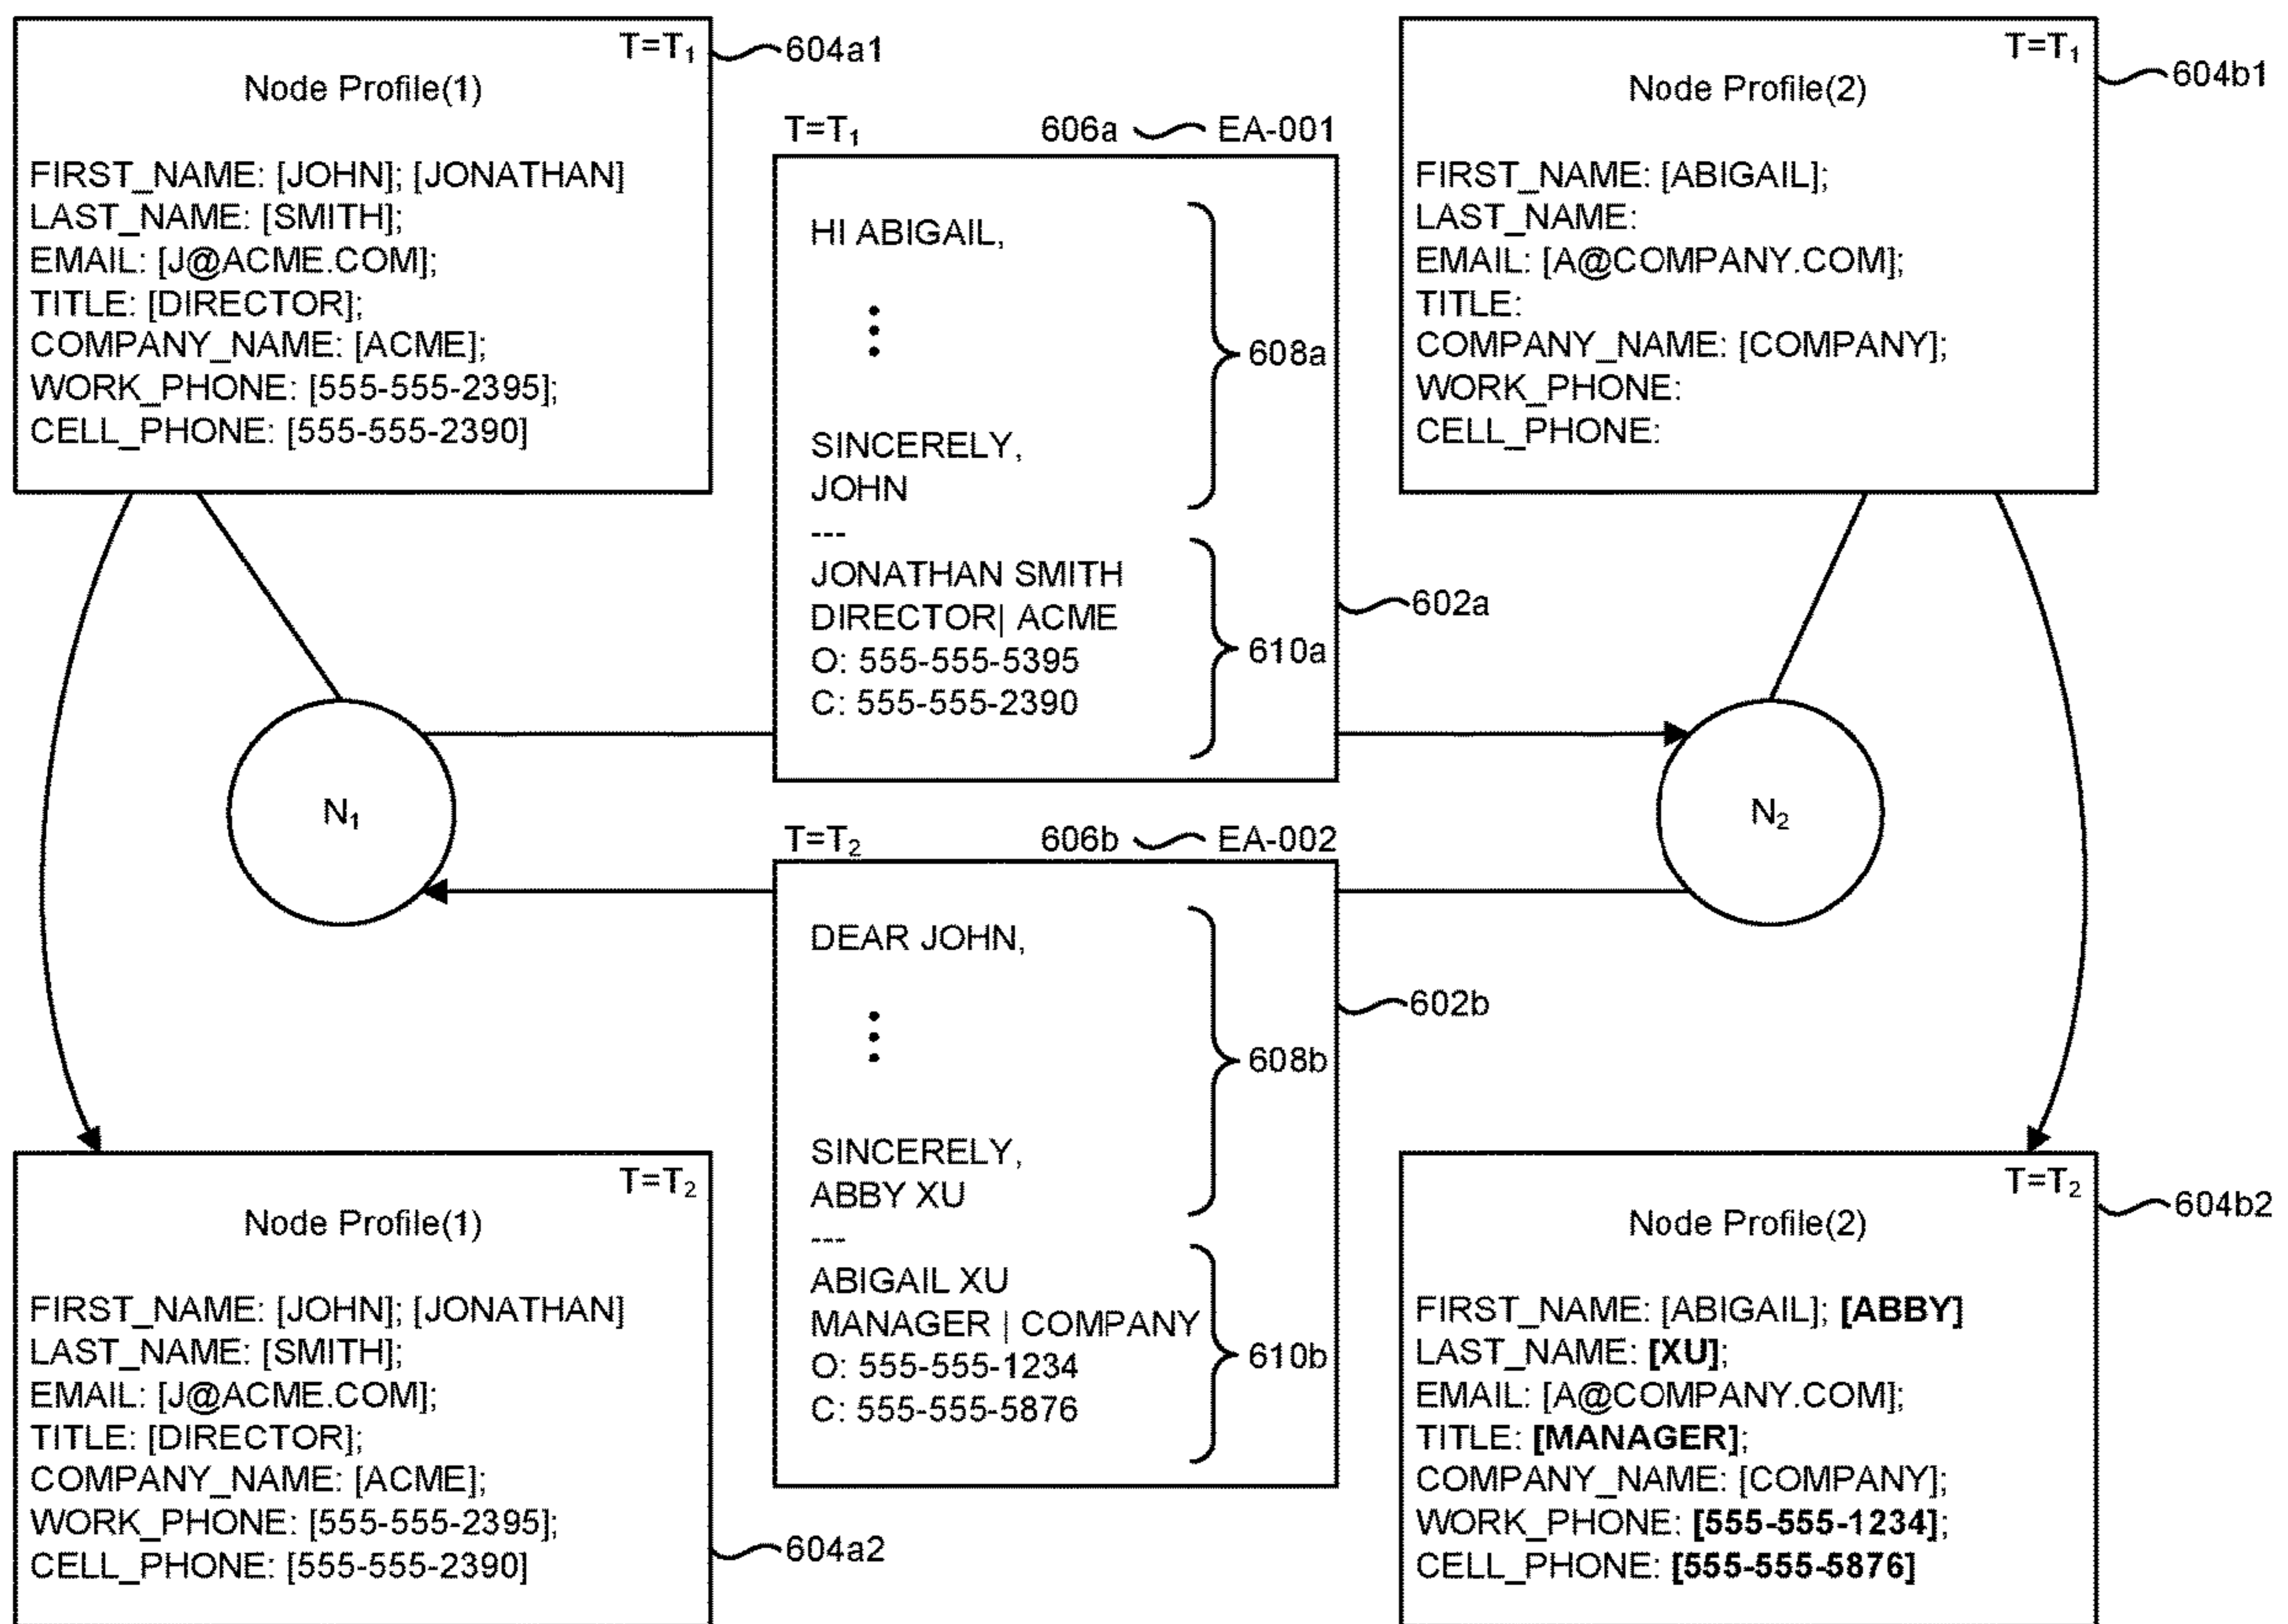 T=T₁
604a1
Node Profile(1)
FIRST_NAME: [JOHN]; [JONATHAN]
LAST_NAME: [SMITH];
EMAIL: [J@ACME.COM];
TITLE: [DIRECTOR];
COMPANY_NAME: [ACME];
WORK_PHONE: [555-555-2395];
CELL_PHONE: [555-555-2390]
T=T₁
606a
EA-001
HI ABIGAIL,
SINCERELY,
JOHN
---
JONATHAN SMITH
DIRECTOR| ACME
O: 555-555-5395
C: 555-555-2390
608a
610a
602a
T=T₁
604b1
Node Profile(2)
FIRST_NAME: [ABIGAIL];
LAST_NAME:
EMAIL: [A@COMPANY.COM];
TITLE:
COMPANY_NAME: [COMPANY];
WORK_PHONE:
CELL_PHONE:
N₁
N₂
T=T₂
606b
EA-002
DEAR JOHN,
SINCERELY,
ABBY XU
---
ABIGAIL XU
MANAGER | COMPANY
O: 555-555-1234
C: 555-555-5876
602b
608b
610b
T=T₂
Node Profile(1)
FIRST_NAME: [JOHN]; [JONATHAN]
LAST_NAME: [SMITH];
EMAIL: [J@ACME.COM];
TITLE: [DIRECTOR];
COMPANY_NAME: [ACME];
WORK_PHONE: [555-555-2395];
CELL_PHONE: [555-555-2390]
604a2
T=T₂
604b2
Node Profile(2)
FIRST_NAME: [ABIGAIL]; [ABBY]
LAST_NAME: [XU];
EMAIL: [A@COMPANY.COM];
TITLE: [MANAGER];
COMPANY_NAME: [COMPANY];
WORK_PHONE: [555-555-1234];
CELL_PHONE: [555-555-5876]